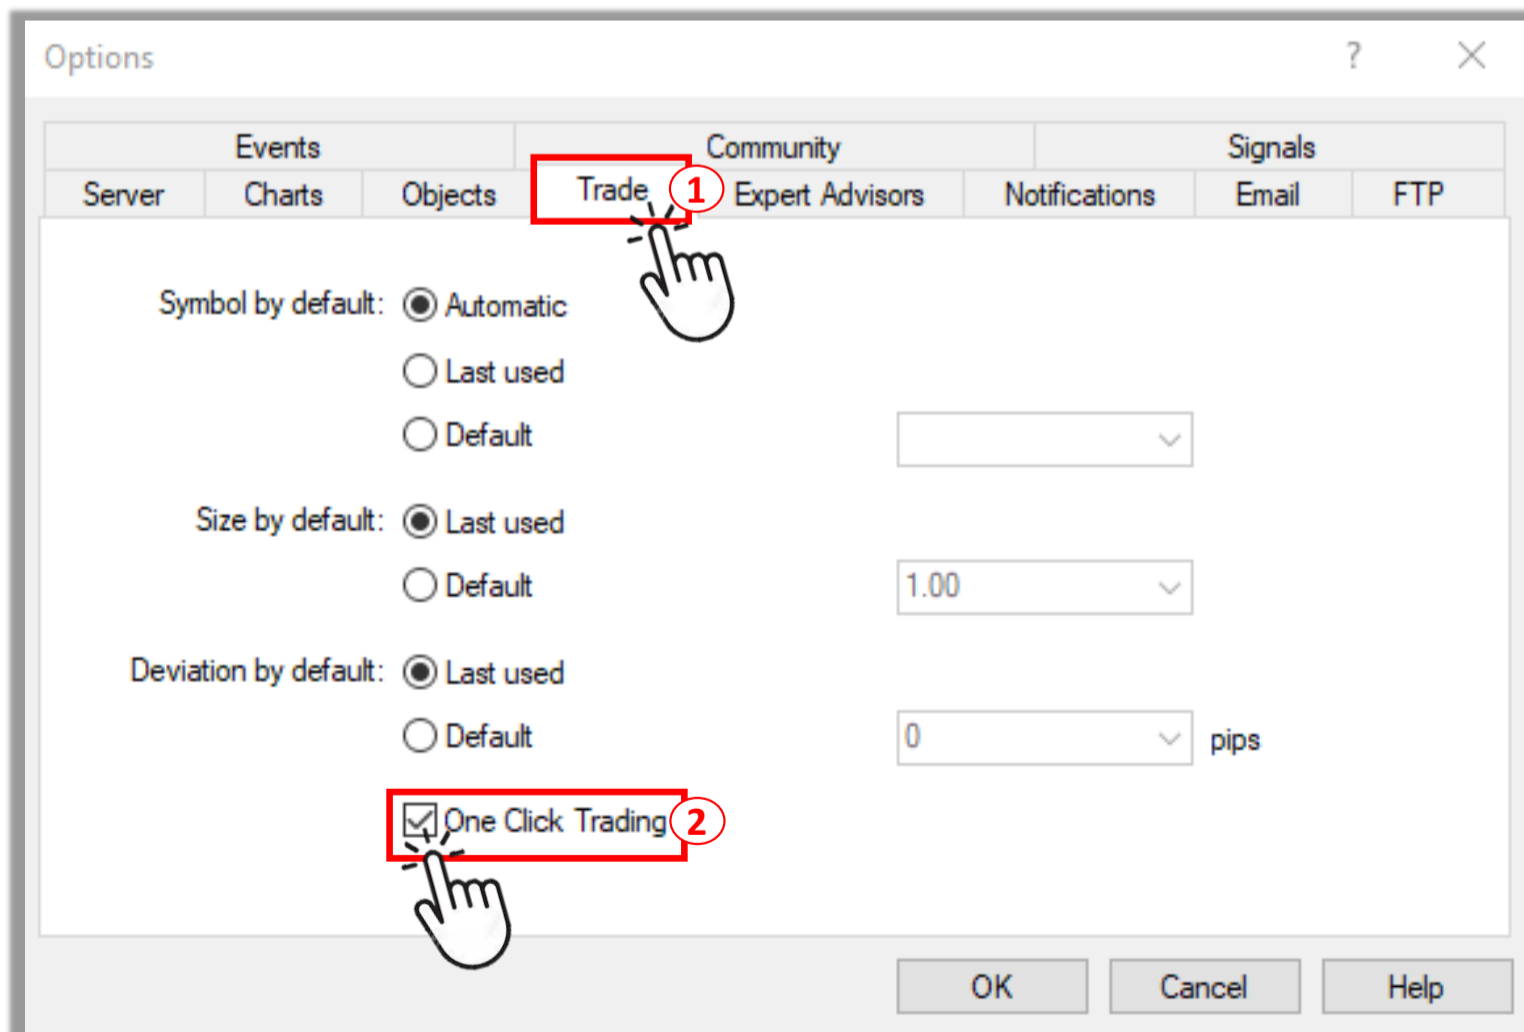 Options ?
Events Community Signals
Server Charts Objects Trade 1 Expert Advisors Notifications Email FTP
Symbol by default: Automatic
Last used
Default
Size by default: Last used
Default 1.00
Deviation by default: Last used
Default 0 pips
One Click Trading 2
OK Cancel Help